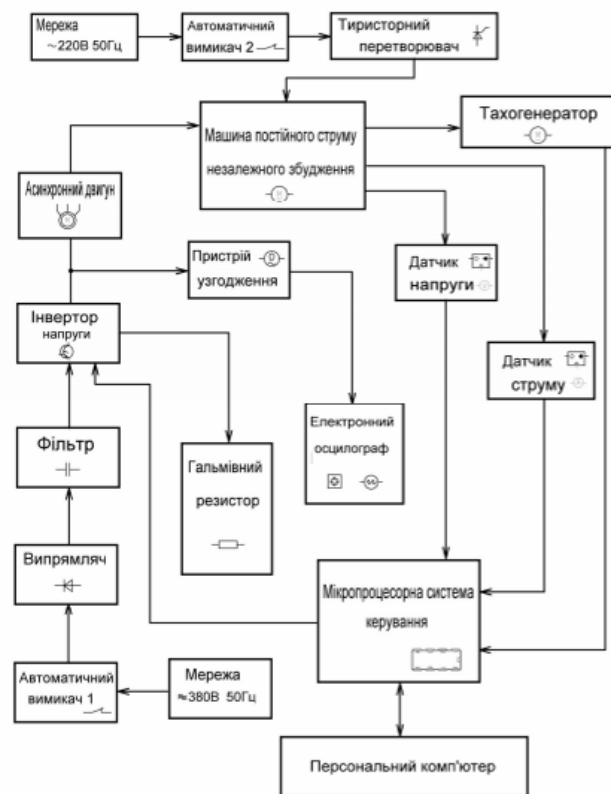 Мережа
~220В 50Гц
Автоматичний
вимикач 2
Тиристорний
перетворювач
Машина постійного струму
незалежного збудження
Тахогенератор
Асинхронний двигун
Пристрій
узгодження
Датчик
напруги
Інвертор
напруги
Датчик
струму
Фільтр
Гальмівний
резистор
Електронний
осцилограф
Випрямляч
Мікропроцесорна система
керування
Автоматичний
вимикач 1
Мережа
≈380В 50Гц
Персональний комп'ютер